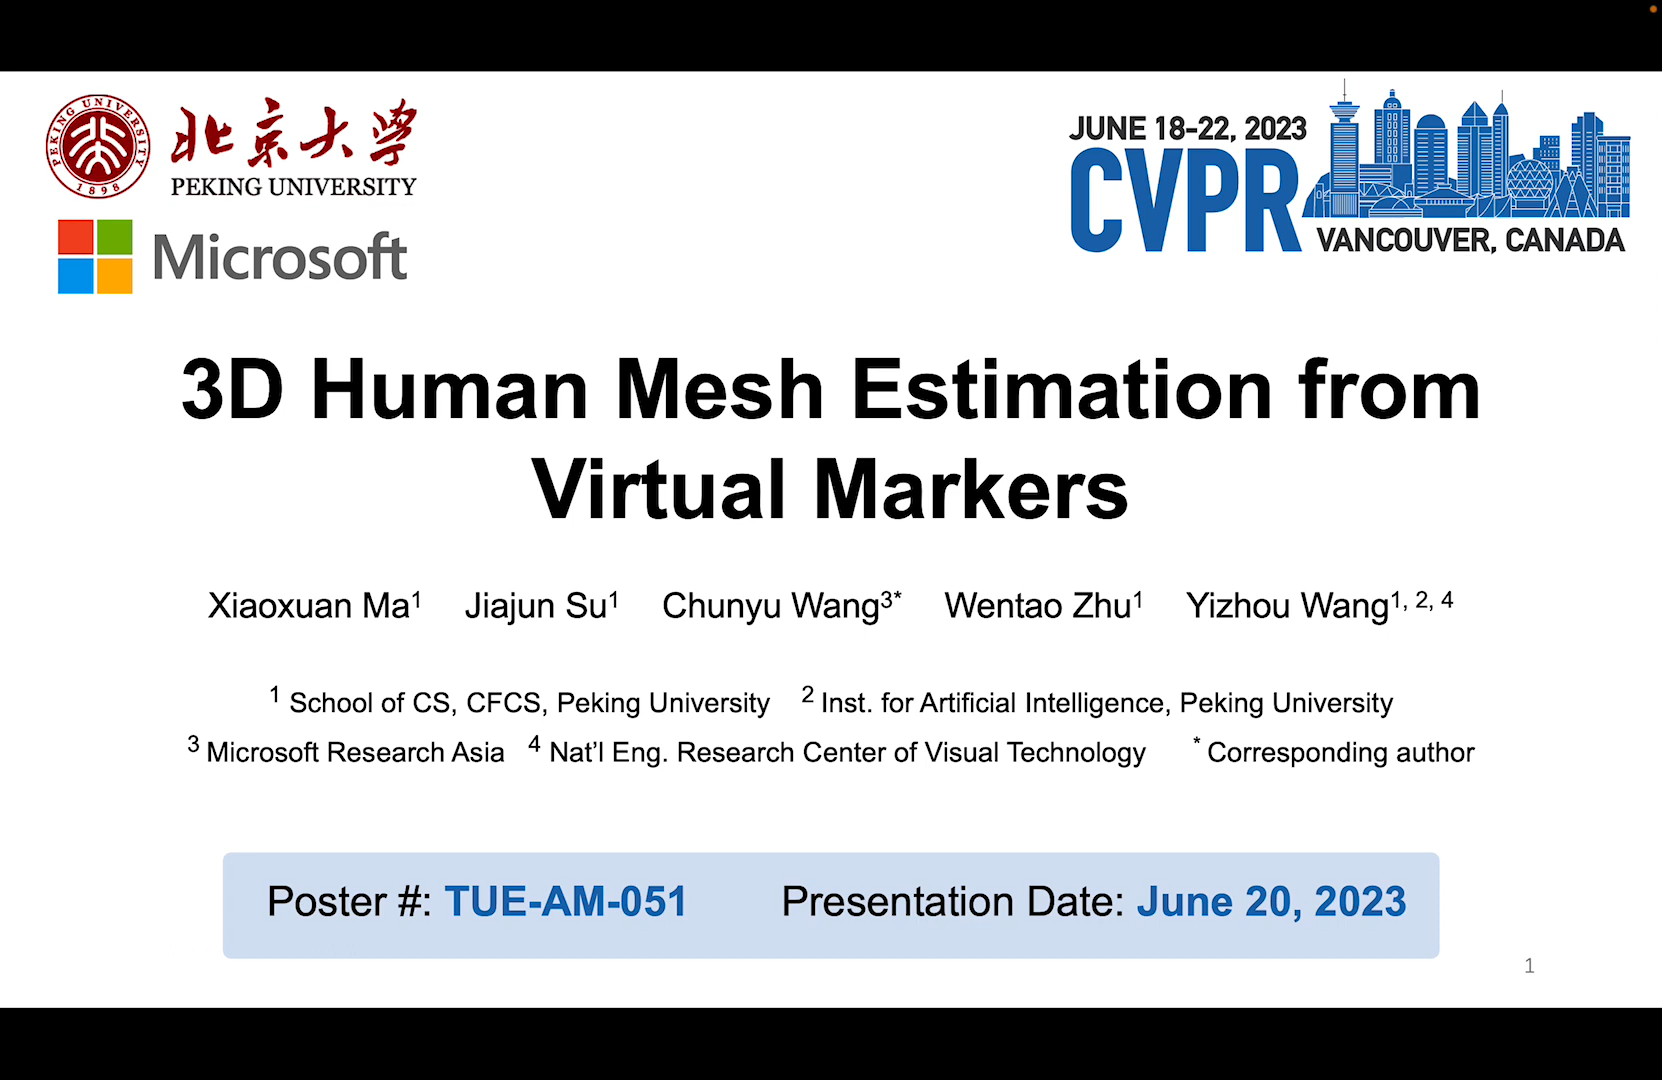 PEKING UNIVERSITY
1898
北京大学
PEKING UNIVERSITY
Microsoft
JUNE 18-22, 2023
CVPR
VANCOUVER, CANADA
3D Human Mesh Estimation from
Virtual Markers
Xiaoxuan Ma¹ Jiajun Su¹ Chunyu Wang³* Wentao Zhu¹ Yizhou Wang¹, ², ⁴
¹ School of CS, CFCS, Peking University ² Inst. for Artificial Intelligence, Peking University
³ Microsoft Research Asia ⁴ Nat’l Eng. Research Center of Visual Technology * Corresponding author
Poster #: TUE-AM-051 Presentation Date: June 20, 2023
1